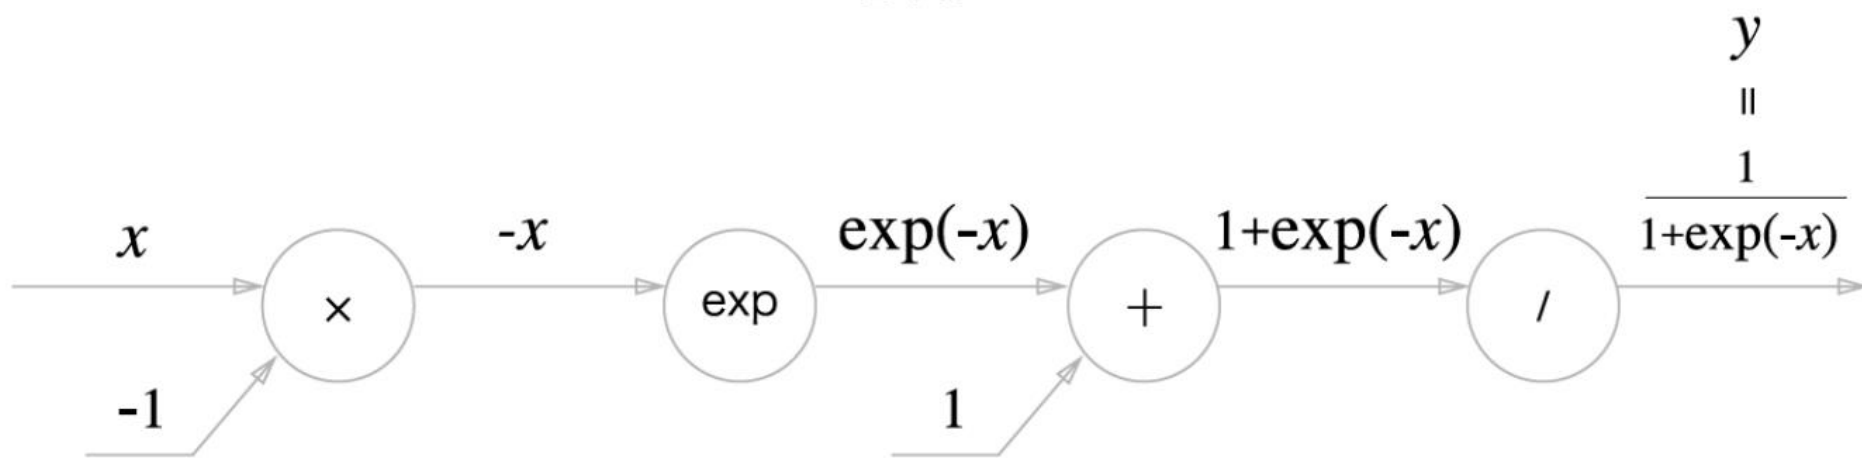 y
=
1
x
-x
exp(-x)
1+exp(-x)
1+exp(-x)
×
exp
+
/
-1
1